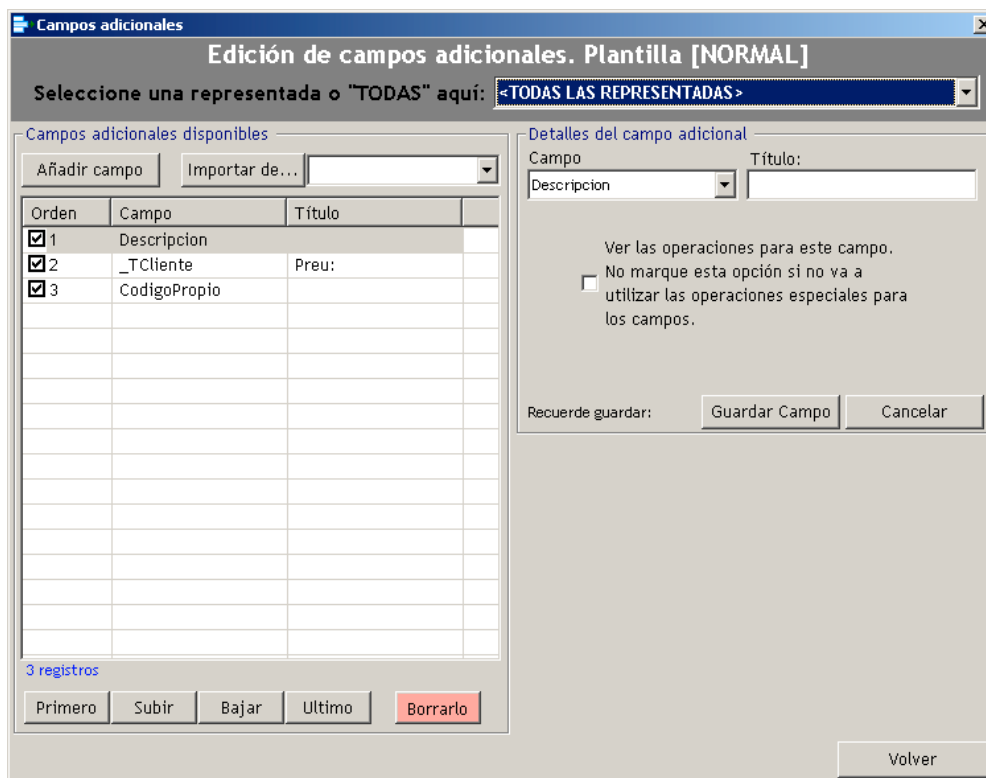 Campos adicionales
Edición de campos adicionales. Plantilla [NORMAL]
Seleccione una representada o "TODAS" aquí: <TODAS LAS REPRESENTADAS>
Campos adicionales disponibles
Añadir campo Importar de...
Orden Campo Título
1 Descripcion
2 _TCliente Preu:
3 CodigoPropio
3 registros
Primero Subir Bajar Ultimo Borrarlo
Detalles del campo adicional
Campo Título:
Descripcion
Ver las operaciones para este campo.
No marque esta opción si no va a
utilizar las operaciones especiales para
los campos.
Recuerde guardar: Guardar Campo Cancelar
Volver